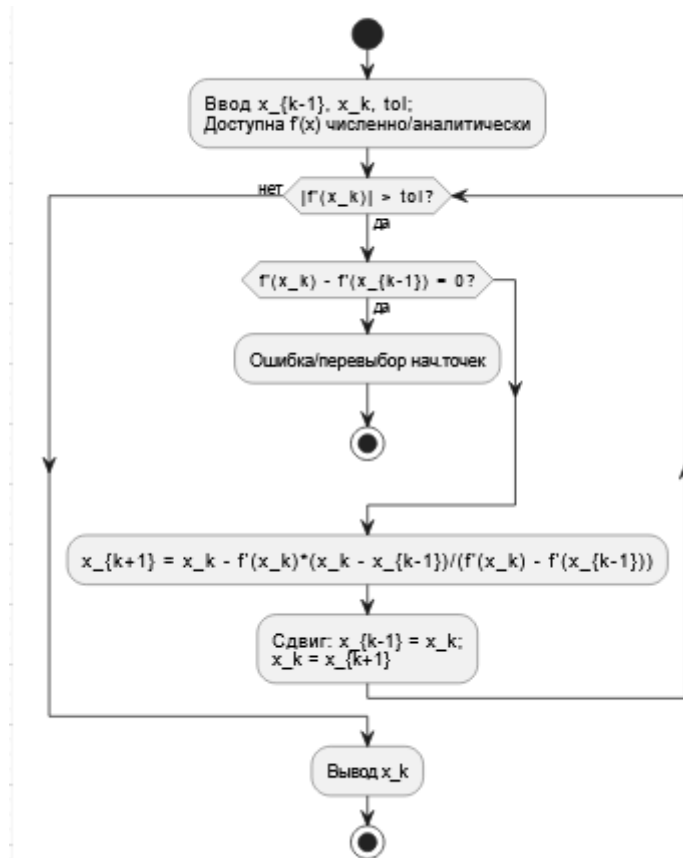 Ввод x_{k-1}, x_k, tol;
Доступна f'(x) численно/аналитически
нет
|f'(x_k)| > tol?
да
f'(x_k) - f'(x_{k-1}) = 0?
да
Ошибка/перевыбор нач.точек
x_{k+1} = x_k - f'(x_k)*(x_k - x_{k-1})/(f'(x_k) - f'(x_{k-1}))
Сдвиг: x_{k-1} = x_k;
x_k = x_{k+1}
Вывод x_k